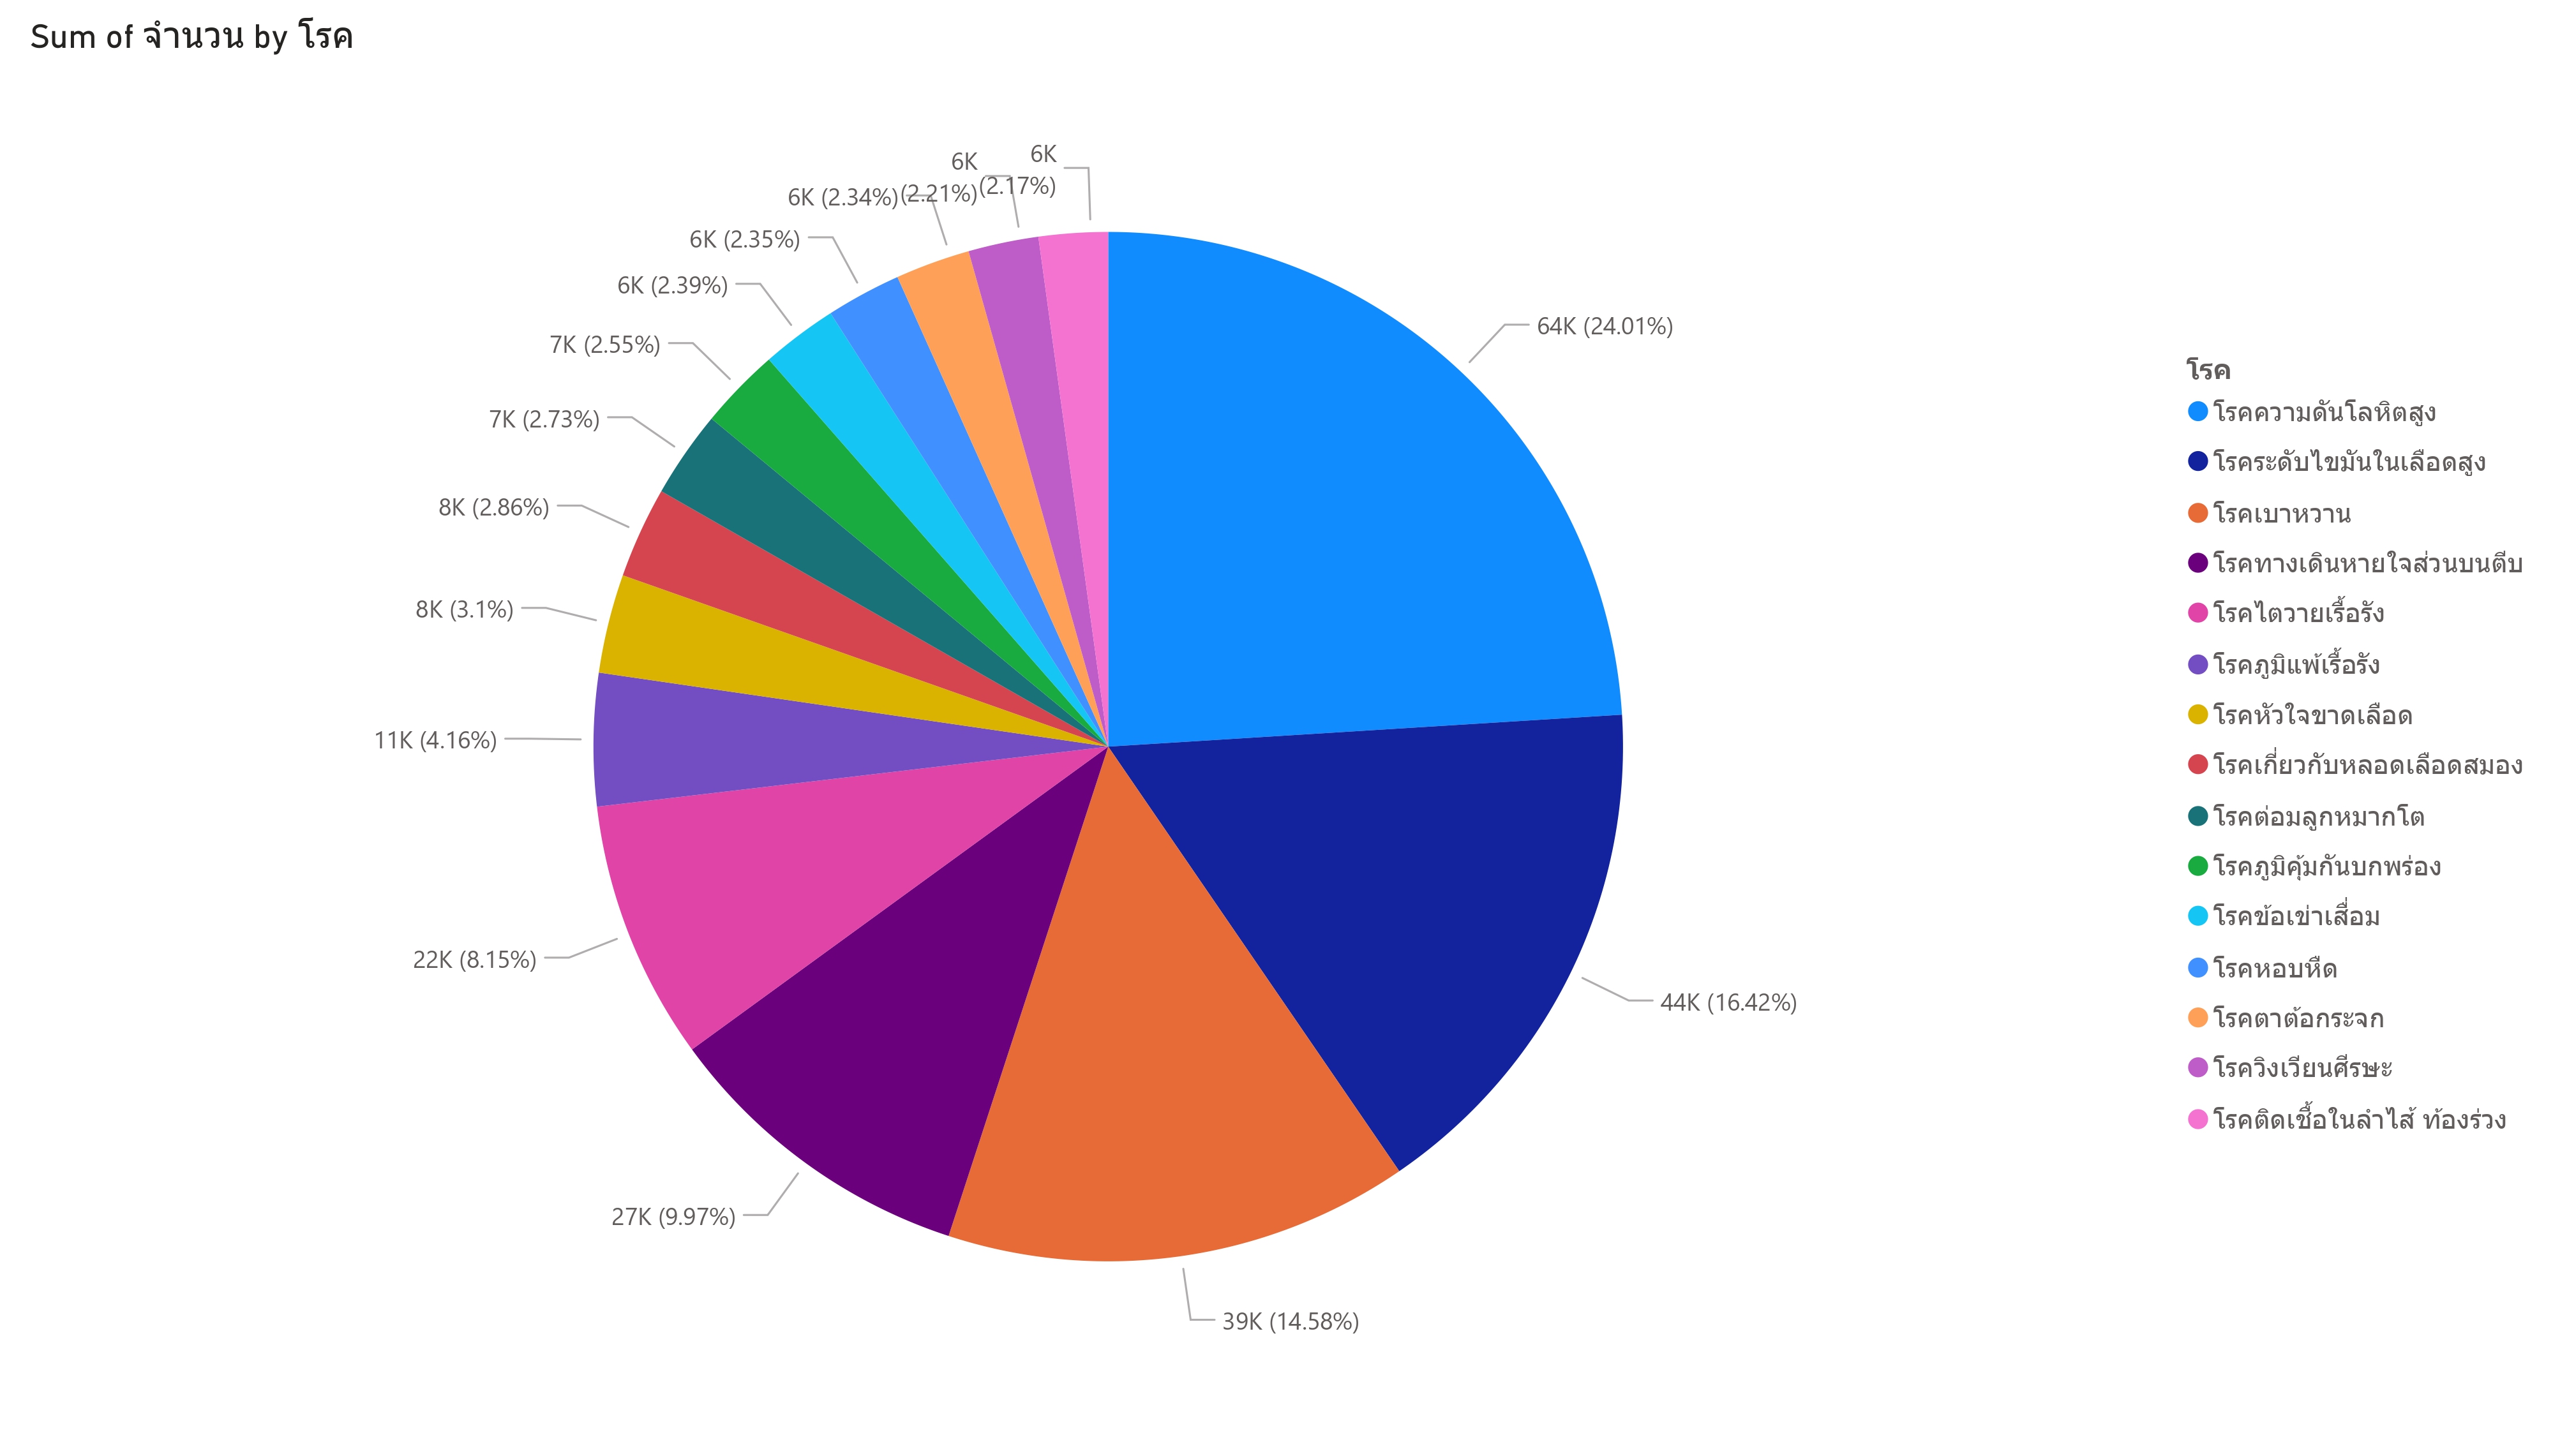 Sum of จำนวน by โรค
6K
(2.17%)
6K
(2.21%)
6K (2.34%)
6K (2.35%)
6K (2.39%)
7K (2.55%)
7K (2.73%)
8K (2.86%)
8K (3.1%)
11K (4.16%)
22K (8.15%)
27K (9.97%)
39K (14.58%)
44K (16.42%)
64K (24.01%)
โรค
โรคความดันโลหิตสูง
โรคระดับไขมันในเลือดสูง
โรคเบาหวาน
โรคทางเดินหายใจส่วนบนตีบ
โรคไตวายเรื้อรัง
โรคภูมิแพ้เรื้อรัง
โรคหัวใจขาดเลือด
โรคเกี่ยวกับหลอดเลือดสมอง
โรคต่อมลูกหมากโต
โรคภูมิคุ้มกันบกพร่อง
โรคข้อเข่าเสื่อม
โรคหอบหืด
โรคตาต้อกระจก
โรควิงเวียนศีรษะ
โรคติดเชื้อในลำไส้ ท้องร่วง